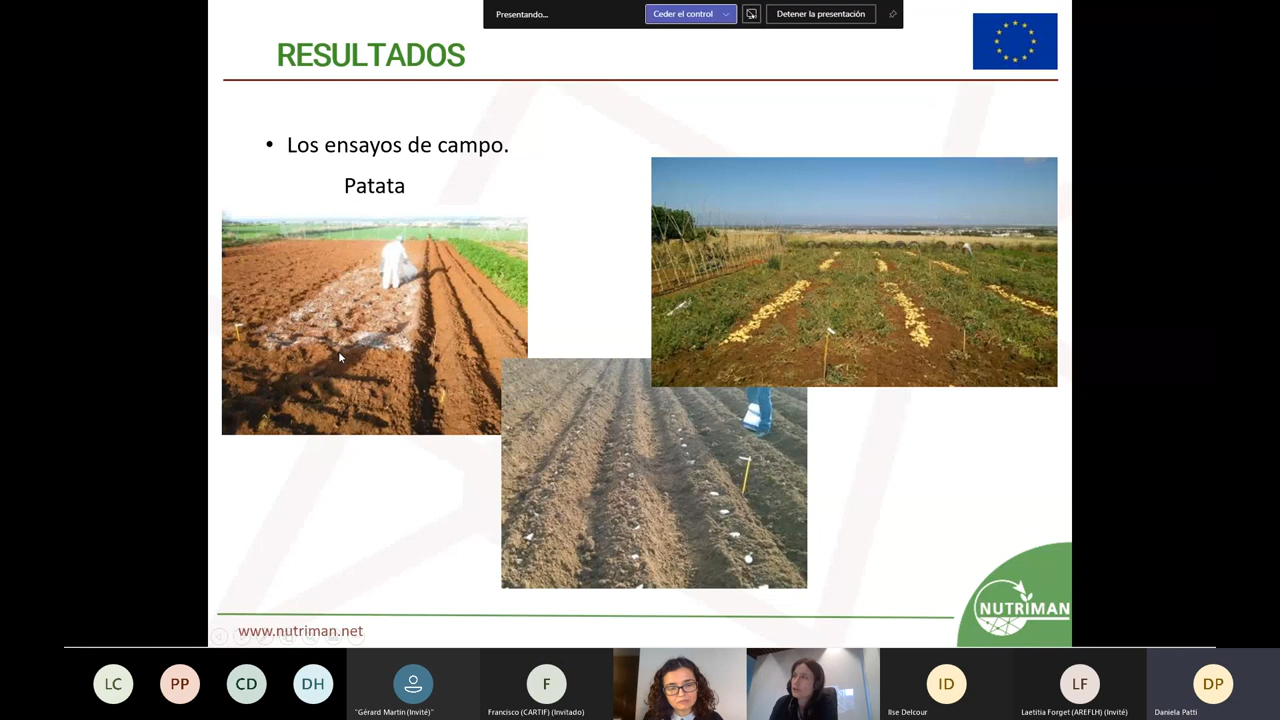 Presentando...
Ceder el control
Detener la presentación
RESULTADOS
• Los ensayos de campo.
Patata
NUTRIMAN
www.nutriman.net
LC
PP
CD
DH
"Gérard Martin (Invité)"
F
Francisco (CARTIF) (Invitado)
ID
Ilse Delcour
LF
Laetitia Forget (AREFLH) (Invité)
DP
Daniela Patti